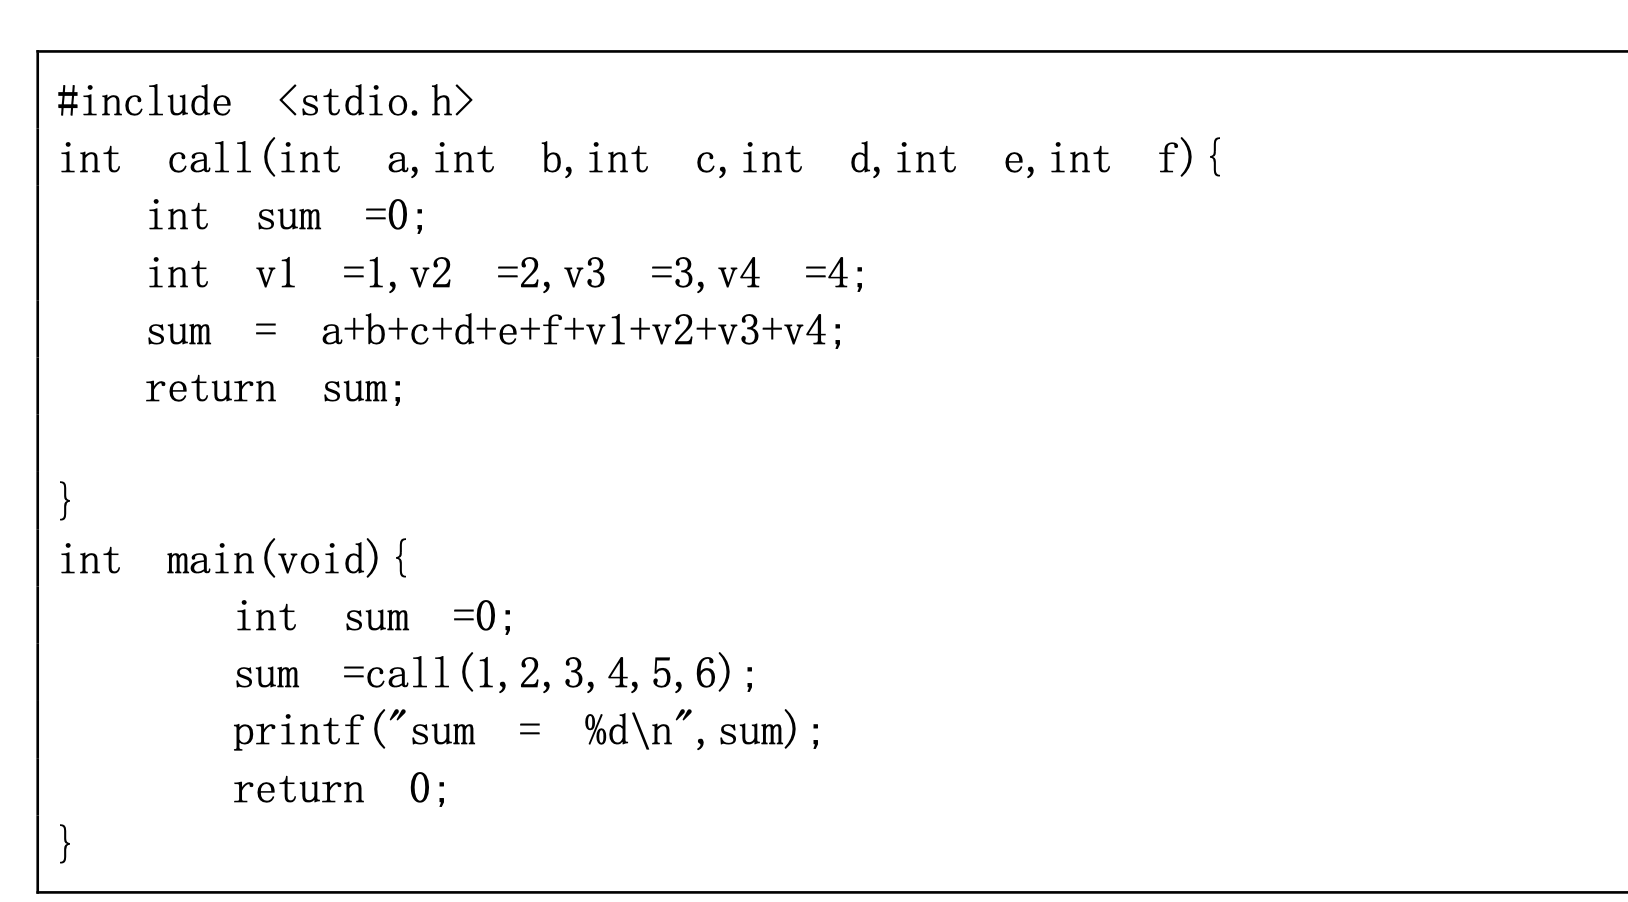 #include <stdio.h>
int call(int a,int b,int c,int d,int e,int f){
    int sum =0;
    int v1 =1,v2 =2,v3 =3,v4 =4;
    sum = a+b+c+d+e+f+v1+v2+v3+v4;
    return sum;

}
int main(void){
        int sum =0;
        sum =call(1,2,3,4,5,6);
        printf("sum = %d\n",sum);
        return 0;
}